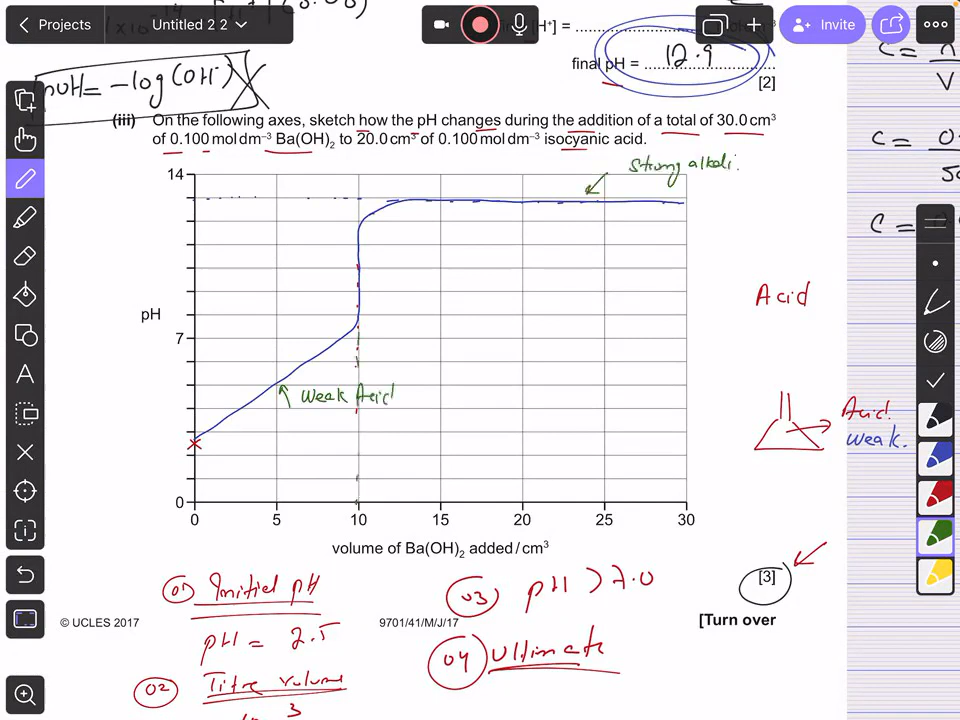 Projects
Untitled 2 2
Invite
[H⁺] =
final pH = 12.9
[2]
pOH = -log(OH⁻)
(iii) On the following axes, sketch how the pH changes during the addition of a total of 30.0 cm³
of 0.100 mol dm⁻³ Ba(OH)₂ to 20.0 cm³ of 0.100 mol dm⁻³ isocyanic acid.
Strong alkali.
14
pH
7
0
Weak Acid
0 5 10 15 20 25 30
volume of Ba(OH)₂ added / cm³
Acid
Acid
Weak.
C =
V
C = 0
C =
[3]
01 Initial pH
pH = 2.5
02 Titre volume
03 pH > 7.0
04 Ultimate
© UCLES 2017
9701/41/M/J/17
[Turn over